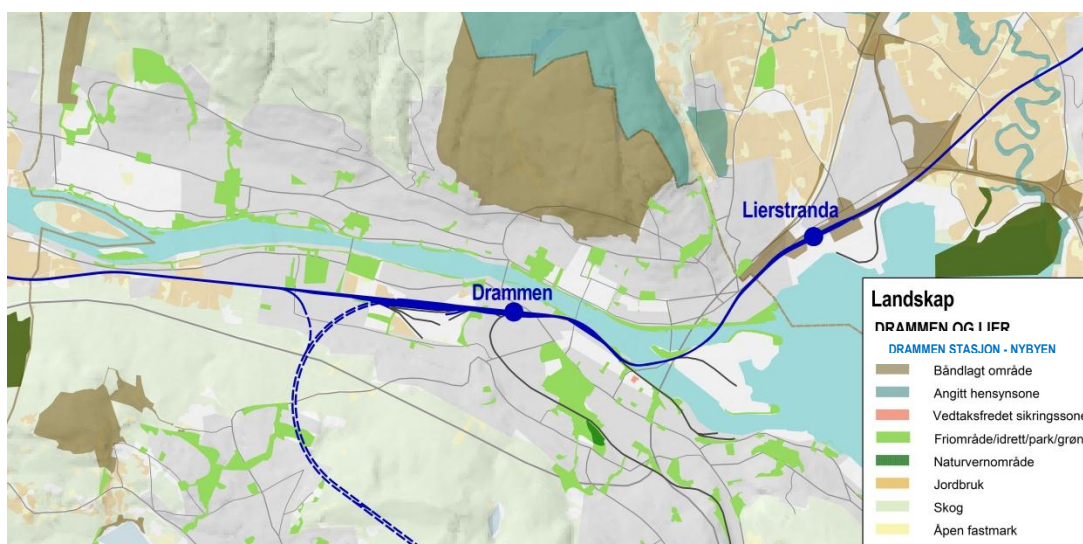 Lierstranda
Drammen
Landskap
DRAMMEN OG LIER
DRAMMEN STASJON - NYBYEN
Båndlagt område
Angitt hensynsone
Vedtaksfredet sikringssone
Friområde/idrett/park/grøn
Naturvernområde
Jordbruk
Skog
Åpen fastmark